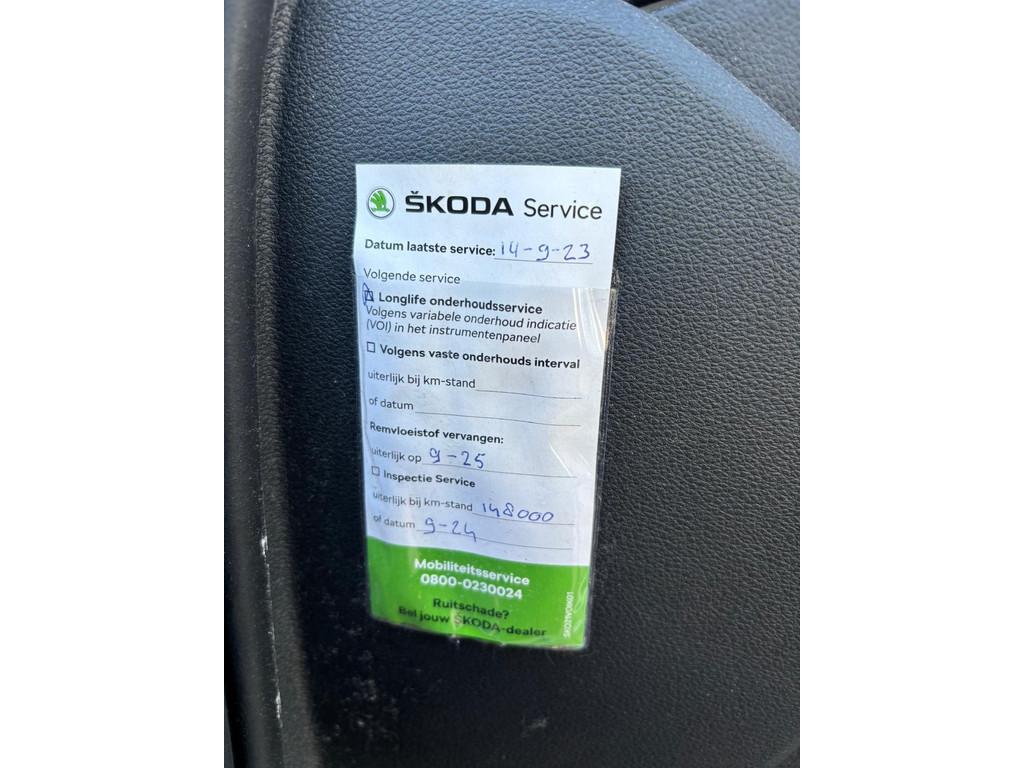 ŠKODA Service
Datum laatste service: 14-9-23
Volgende service
Longlife onderhoudsservice
Volgens variabele onderhoud indicatie
(VOI) in het instrumentenpaneel
Volgens vaste onderhouds interval
uiterlijk bij km-stand
of datum
Remvloeistof vervangen:
uiterlijk op 9-25
Inspectie Service
uiterlijk bij km-stand 148000
of datum 9-24
Mobiliteitsservice
0800-0230024
Ruitschade?
Bel jouw ŠKODA-dealer